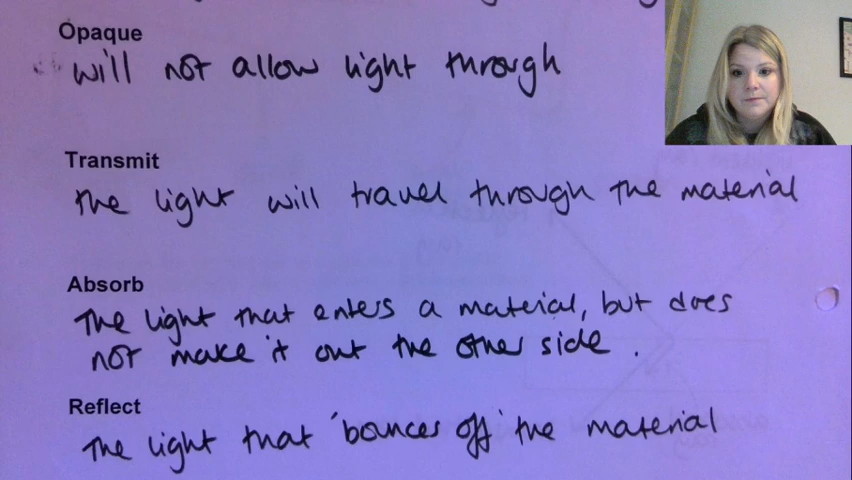 Opaque
will not allow light through
Transmit
the light will travel through the material
Absorb
The light that enters a material, but does
not make it out the other side.
Reflect
The light that 'bounces off' the material